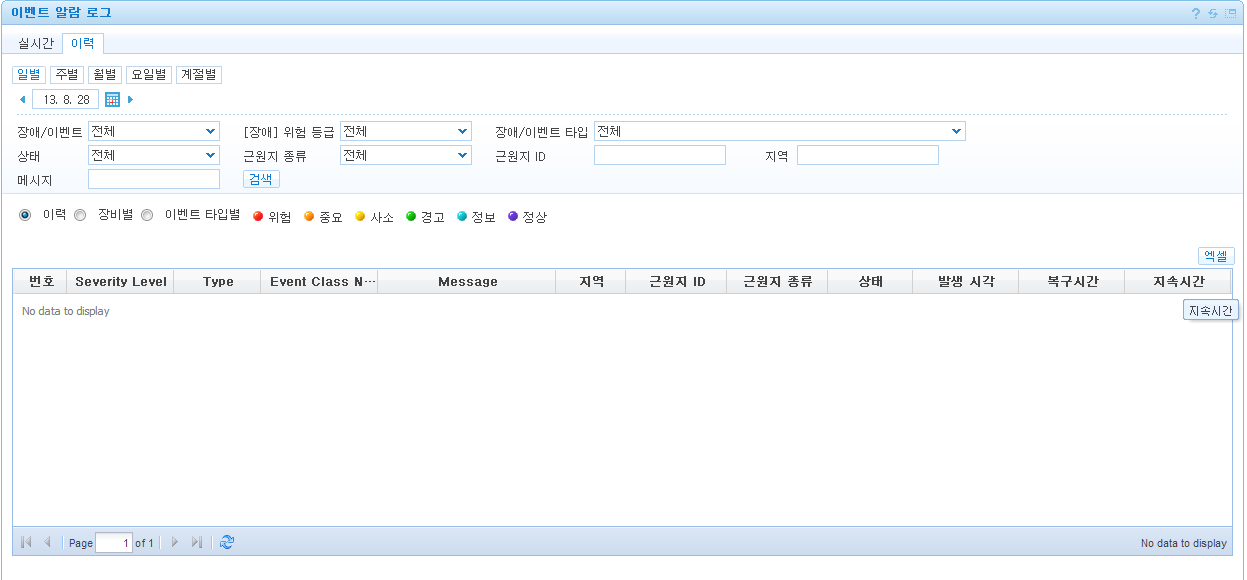 이벤트 알람 로그
실시간 이력
일별 주별 월별 요일별 계절별
13. 8. 28
장애/이벤트 전체 [장애] 위험 등급 전체 장애/이벤트 타입 전체
상태 전체 근원지 종류 전체 근원지 ID 지역
메시지 검색
이력 장비별 이벤트 타입별 위험 중요 사소 경고 정보 정상
엑셀
번호 Severity Level Type Event Class N··· Message 지역 근원지 ID 근원지 종류 상태 발생 시각 복구시간 지속시간
No data to display
지속시간
Page 1 of 1 No data to display